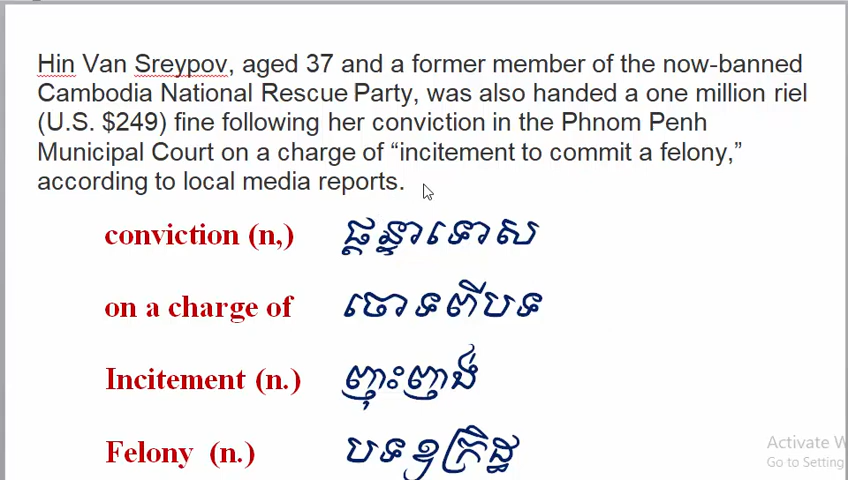 Hin Van Sreypov, aged 37 and a former member of the now-banned
Cambodia National Rescue Party, was also handed a one million riel
(U.S. $249) fine following her conviction in the Phnom Penh
Municipal Court on a charge of “incitement to commit a felony,”
according to local media reports.
conviction (n,) ផ្តន្ទាទោស
on a charge of ចោទពីបទ
Incitement (n.) ញុះញង់
Felony (n.) បទឧក្រិដ្ឋ
Activate W
Go to Setting